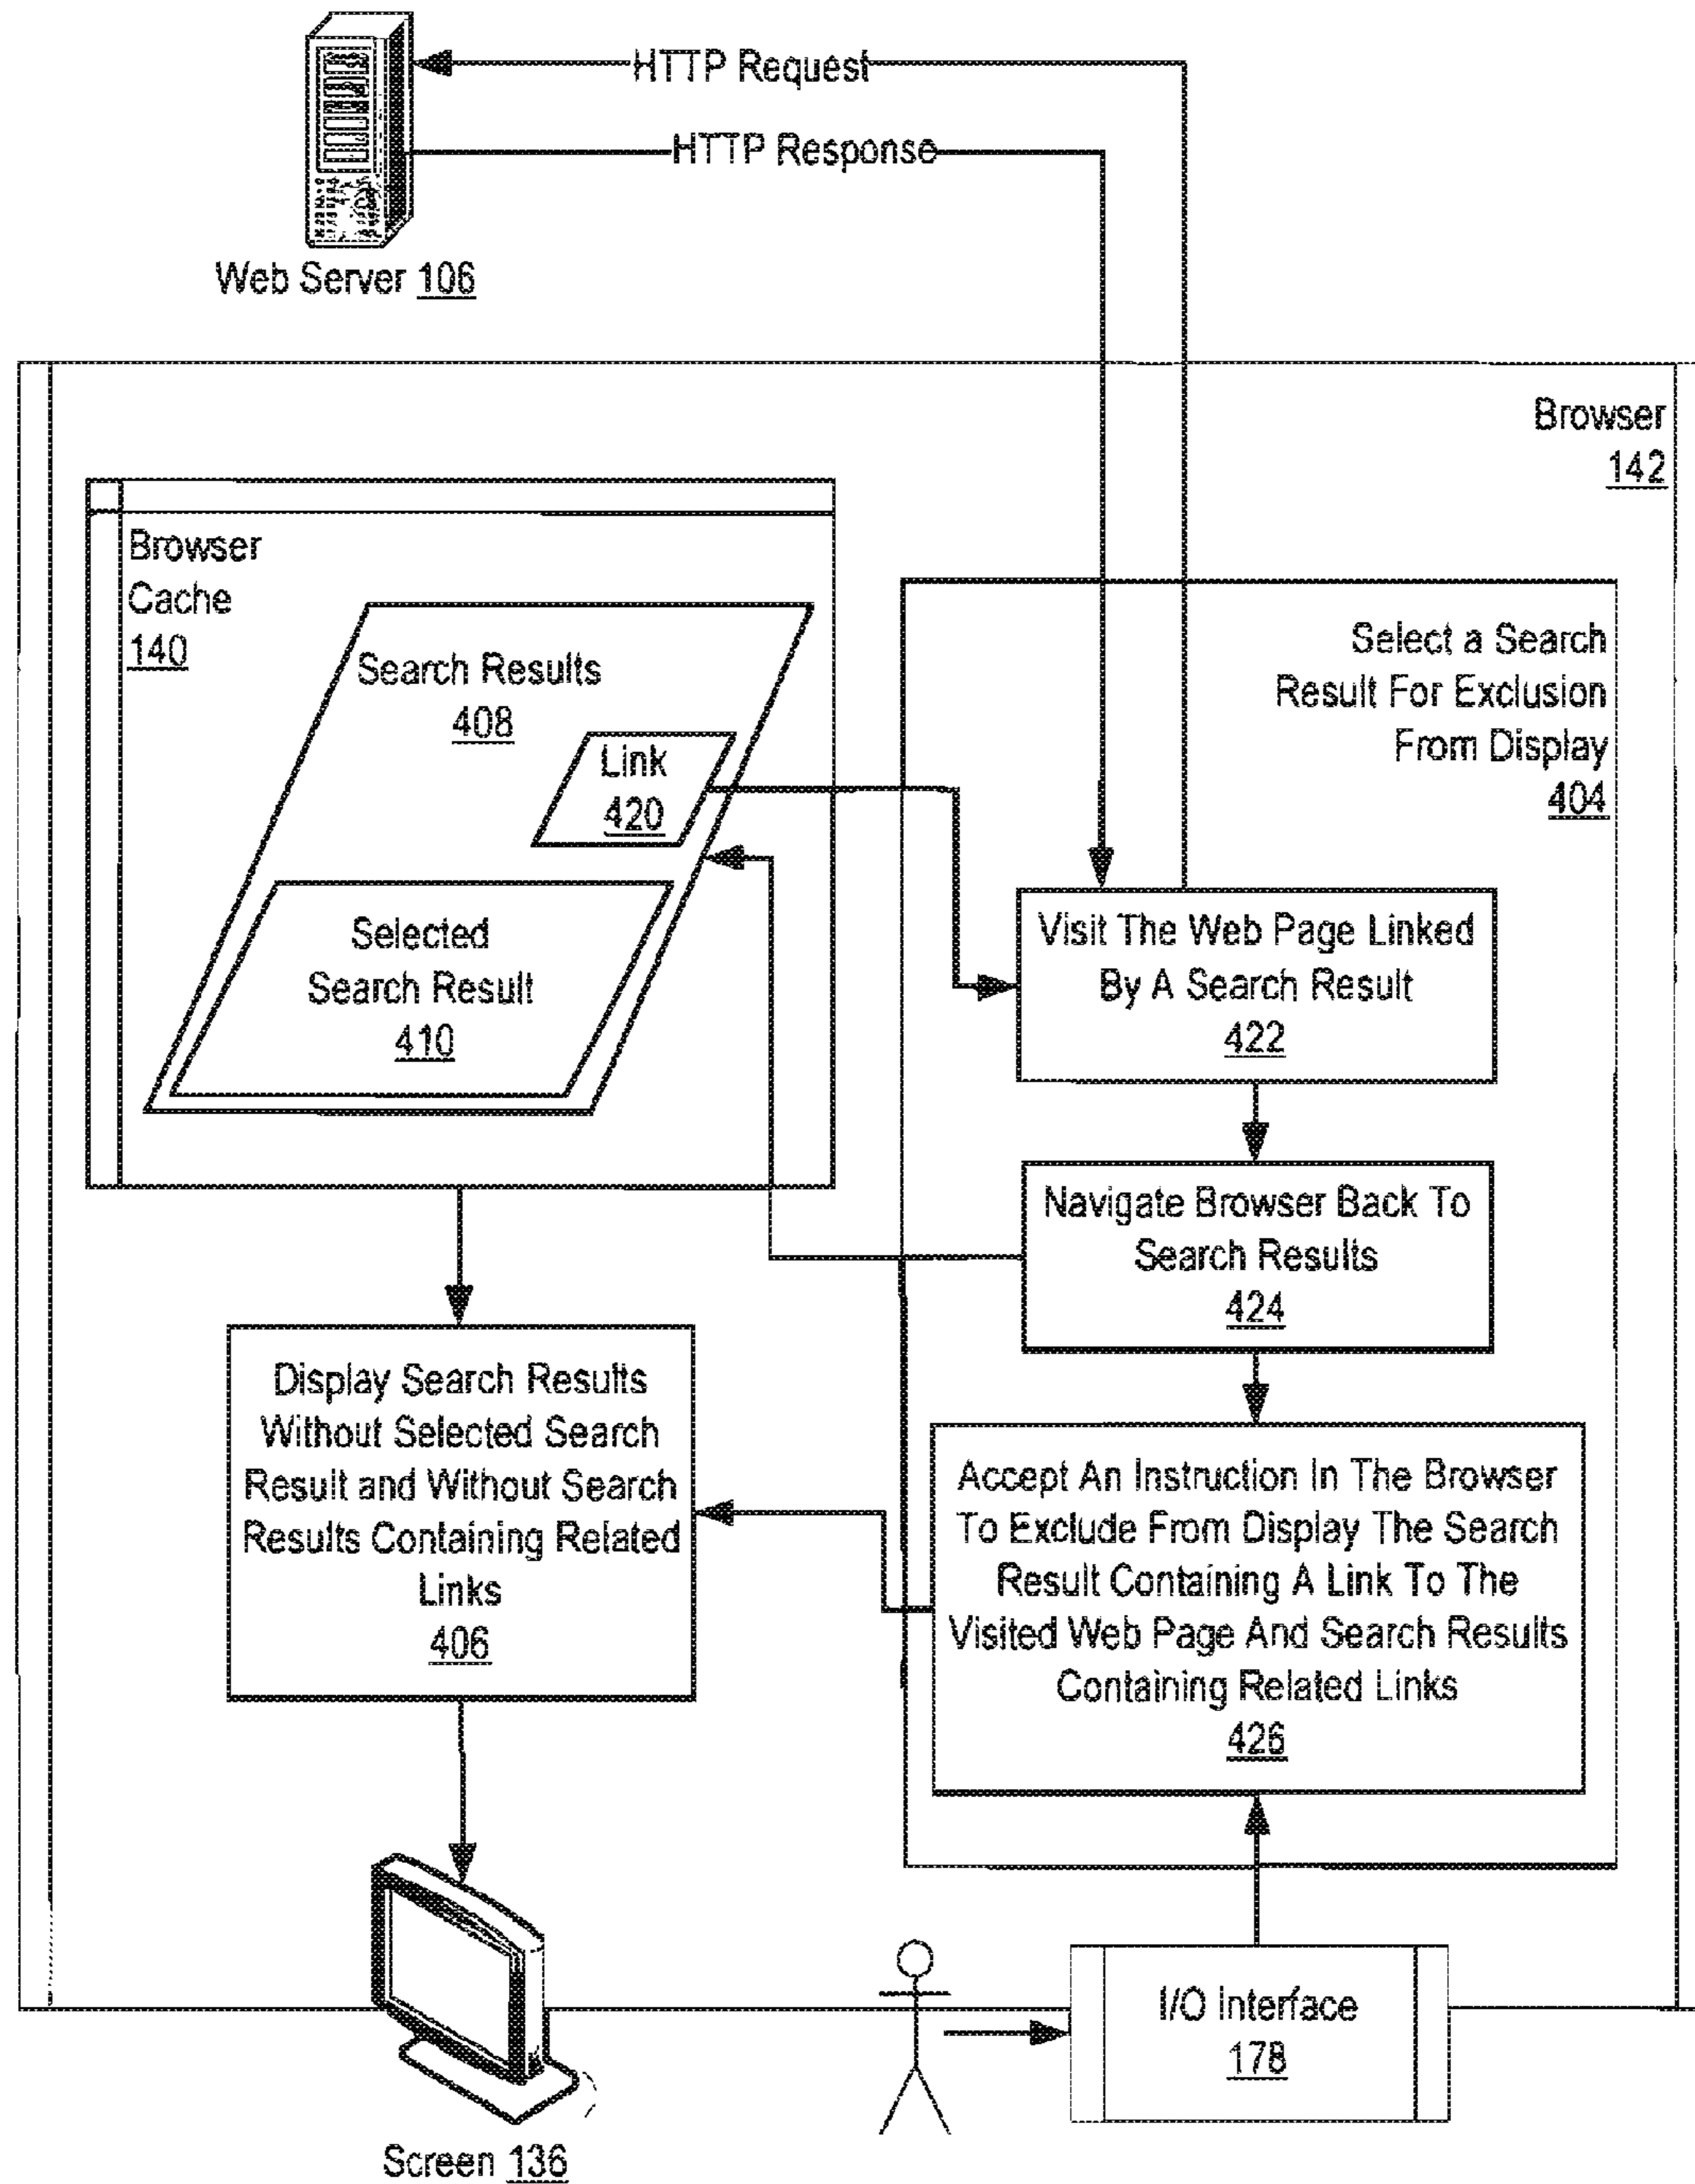 HTTP Request
HTTP Response
Web Server 106
Browser
142
Browser
Cache
140
Search Results
408
Link
420
Selected
Search Result
410
Select a Search
Result For Exclusion
From Display
404
Visit The Web Page Linked
By A Search Result
422
Navigate Browser Back To
Search Results
424
Display Search Results
Without Selected Search
Result and Without Search
Results Containing Related
Links
406
Accept An Instruction In The Browser
To Exclude From Display The Search
Result Containing A Link To The
Visited Web Page And Search Results
Containing Related Links
426
I/O Interface
178
Screen 136